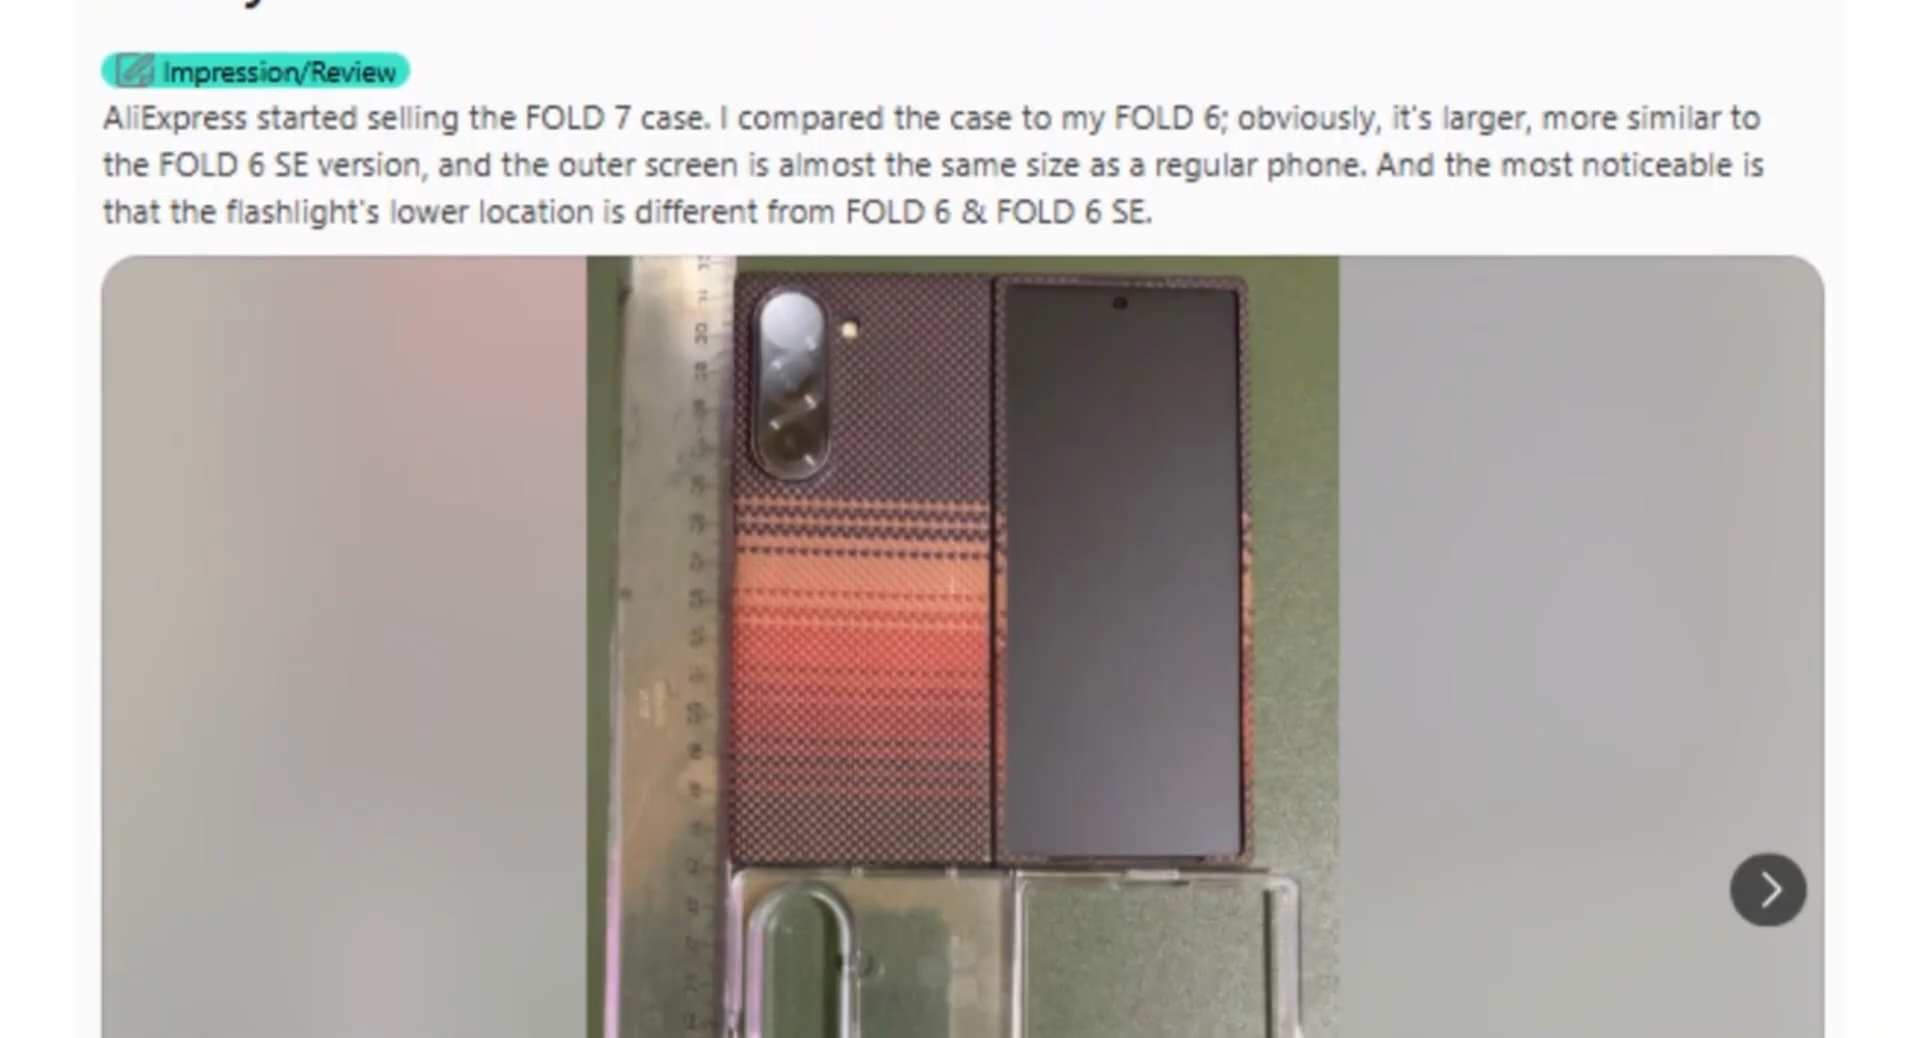 Impression/Review
AliExpress started selling the FOLD 7 case. I compared the case to my FOLD 6; obviously, it's larger, more similar to
the FOLD 6 SE version, and the outer screen is almost the same size as a regular phone. And the most noticeable is
that the flashlight's lower location is different from FOLD 6 & FOLD 6 SE.